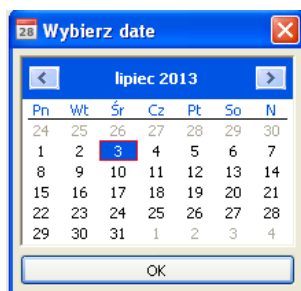 28 Wybierz date
lipiec 2013
Pn Wt Śr Cz Pt So N
24 25 26 27 28 29 30
1 2 3 4 5 6 7
8 9 10 11 12 13 14
15 16 17 18 19 20 21
22 23 24 25 26 27 28
29 30 31 1 2 3 4
OK